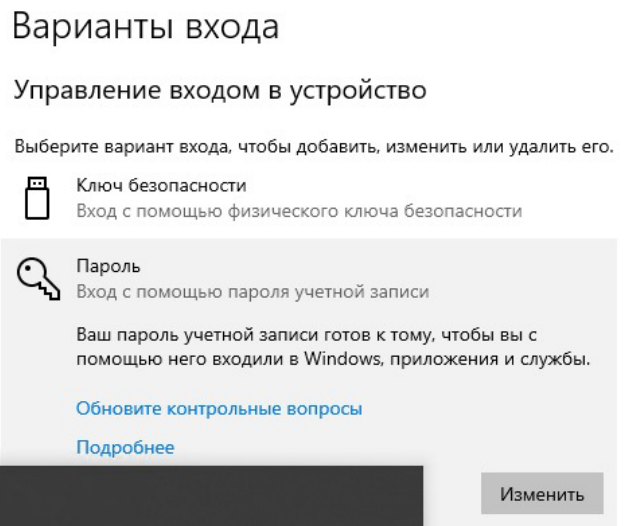 Варианты входа
Управление входом в устройство
Выберите вариант входа, чтобы добавить, изменить или удалить его.
Ключ безопасности
Вход с помощью физического ключа безопасности
Пароль
Вход с помощью пароля учетной записи
Ваш пароль учетной записи готов к тому, чтобы вы с
помощью него входили в Windows, приложения и службы.
Обновите контрольные вопросы
Подробнее
Изменить